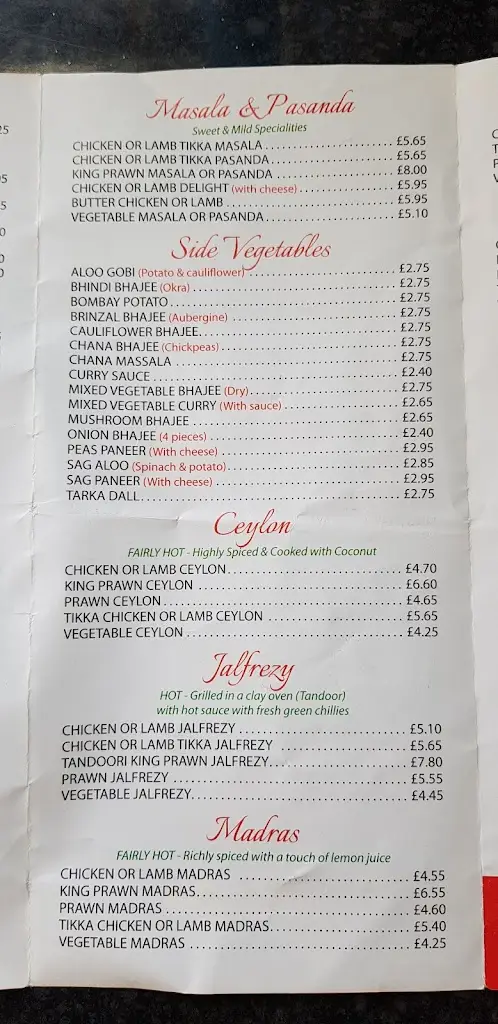 Masala & Pasanda
Sweet & Mild Specialities
CHICKEN OR LAMB TIKKA MASALA £5.65
CHICKEN OR LAMB TIKKA PASANDA £5.65
KING PRAWN MASALA OR PASANDA £8.00
CHICKEN OR LAMB DELIGHT (with cheese) £5.95
BUTTER CHICKEN OR LAMB £5.95
VEGETABLE MASALA OR PASANDA £5.10
Side Vegetables
ALOO GOBI (Potato & cauliflower) £2.75
BHINDI BHAJEE (Okra) £2.75
BOMBAY POTATO £2.75
BRINZAL BHAJEE (Aubergine) £2.75
CAULIFLOWER BHAJEE £2.75
CHANA BHAJEE (Chickpeas) £2.75
CHANA MASSALA £2.75
CURRY SAUCE £2.40
MIXED VEGETABLE BHAJEE (Dry) £2.75
MIXED VEGETABLE CURRY (With sauce) £2.65
MUSHROOM BHAJEE £2.65
ONION BHAJEE (4 pieces) £2.40
PEAS PANEER (With cheese) £2.95
SAG ALOO (Spinach & potato) £2.85
SAG PANEER (With cheese) £2.95
TARKA DALL £2.75
Ceylon
FAIRLY HOT - Highly Spiced & Cooked with Coconut
CHICKEN OR LAMB CEYLON £4.70
KING PRAWN CEYLON £6.60
PRAWN CEYLON £4.65
TIKKA CHICKEN OR LAMB CEYLON £5.65
VEGETABLE CEYLON £4.25
Jalfrezy
HOT - Grilled in a clay oven (Tandoor)
with hot sauce with fresh green chillies
CHICKEN OR LAMB JALFREZY £5.10
CHICKEN OR LAMB TIKKA JALFREZY £5.65
TANDOORI KING PRAWN JALFREZY £7.80
PRAWN JALFREZY £5.55
VEGETABLE JALFREZY £4.45
Madras
FAIRLY HOT - Richly spiced with a touch of lemon juice
CHICKEN OR LAMB MADRAS £4.55
KING PRAWN MADRAS £6.55
PRAWN MADRAS £4.60
TIKKA CHICKEN OR LAMB MADRAS £5.40
VEGETABLE MADRAS £4.25